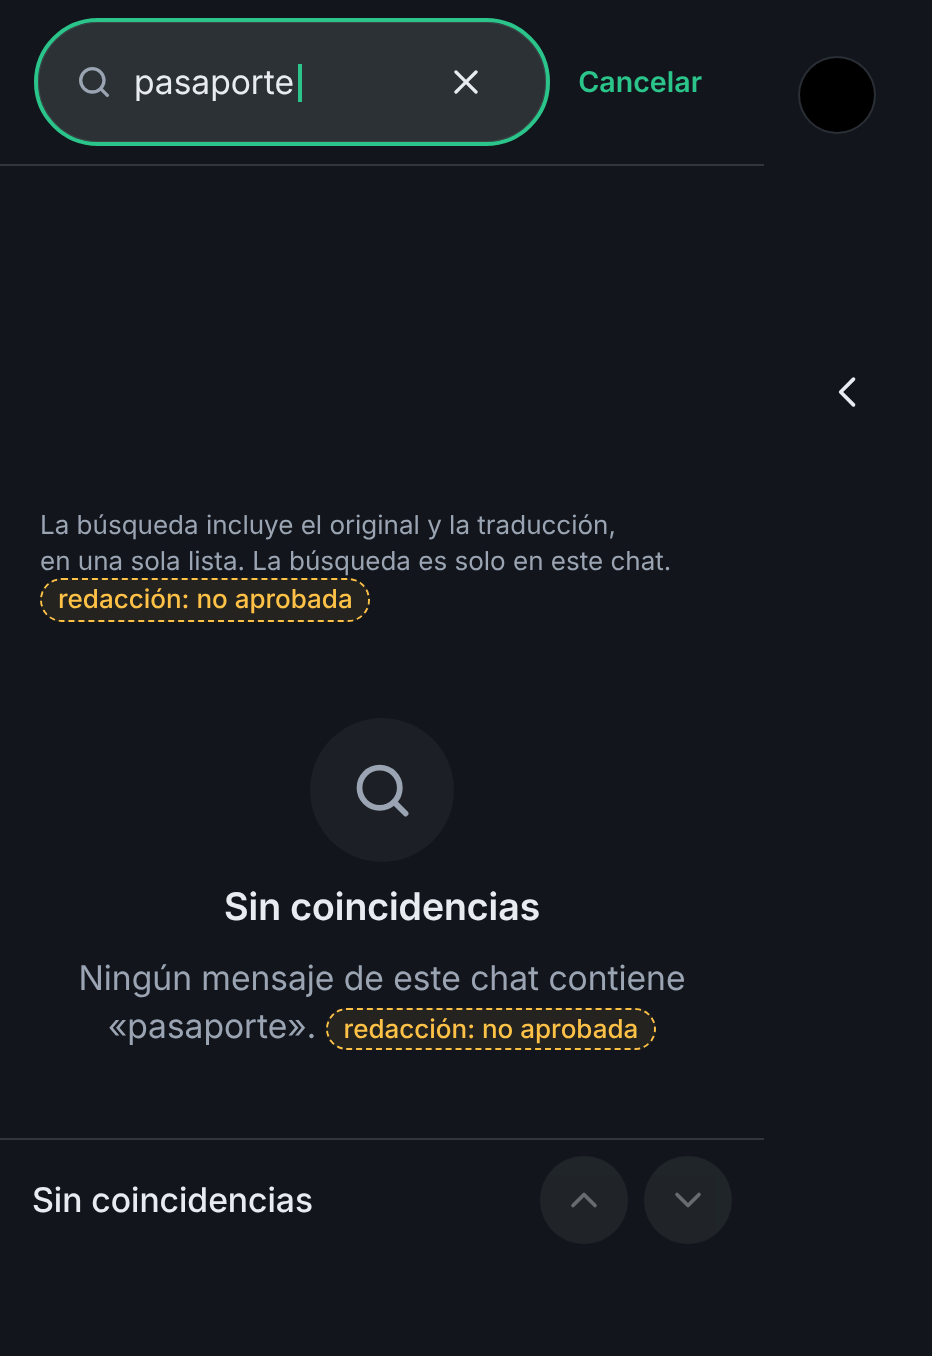 pasaporte
Cancelar
La búsqueda incluye el original y la traducción,
en una sola lista. La búsqueda es solo en este chat.
redacción: no aprobada
Sin coincidencias
Ningún mensaje de este chat contiene
«pasaporte». redacción: no aprobada
Sin coincidencias